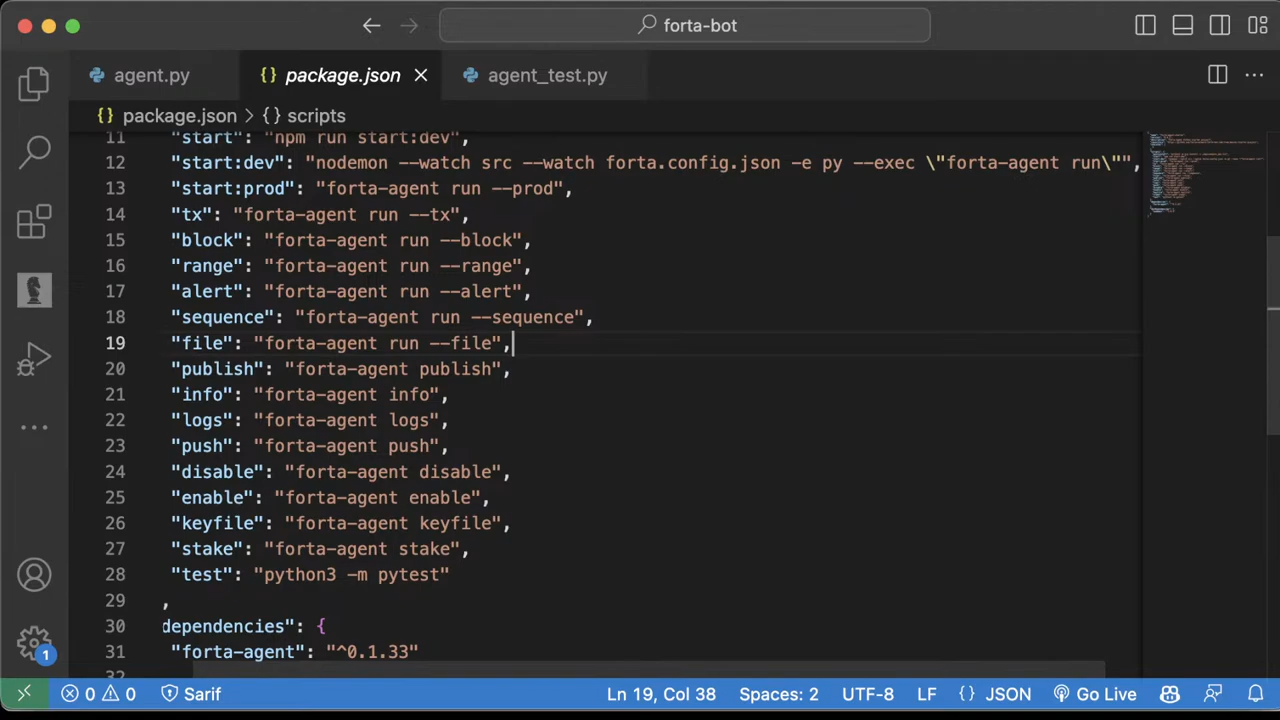 forta-bot
agent.py
{} package.json
agent_test.py
{} package.json > {} scripts
11 "start": "npm run start:dev",
12 "start:dev": "nodemon --watch src --watch forta.config.json -e py --exec \"forta-agent run\"",
13 "start:prod": "forta-agent run --prod",
14 "tx": "forta-agent run --tx",
15 "block": "forta-agent run --block",
16 "range": "forta-agent run --range",
17 "alert": "forta-agent run --alert",
18 "sequence": "forta-agent run --sequence",
19 "file": "forta-agent run --file",
20 "publish": "forta-agent publish",
21 "info": "forta-agent info",
22 "logs": "forta-agent logs",
23 "push": "forta-agent push",
24 "disable": "forta-agent disable",
25 "enable": "forta-agent enable",
26 "keyfile": "forta-agent keyfile",
27 "stake": "forta-agent stake",
28 "test": "python3 -m pytest"
29 ,
30 dependencies": {
31 "forta-agent": "^0.1.33"
32
1
0 0 Sarif Ln 19, Col 38 Spaces: 2 UTF-8 LF {} JSON Go Live